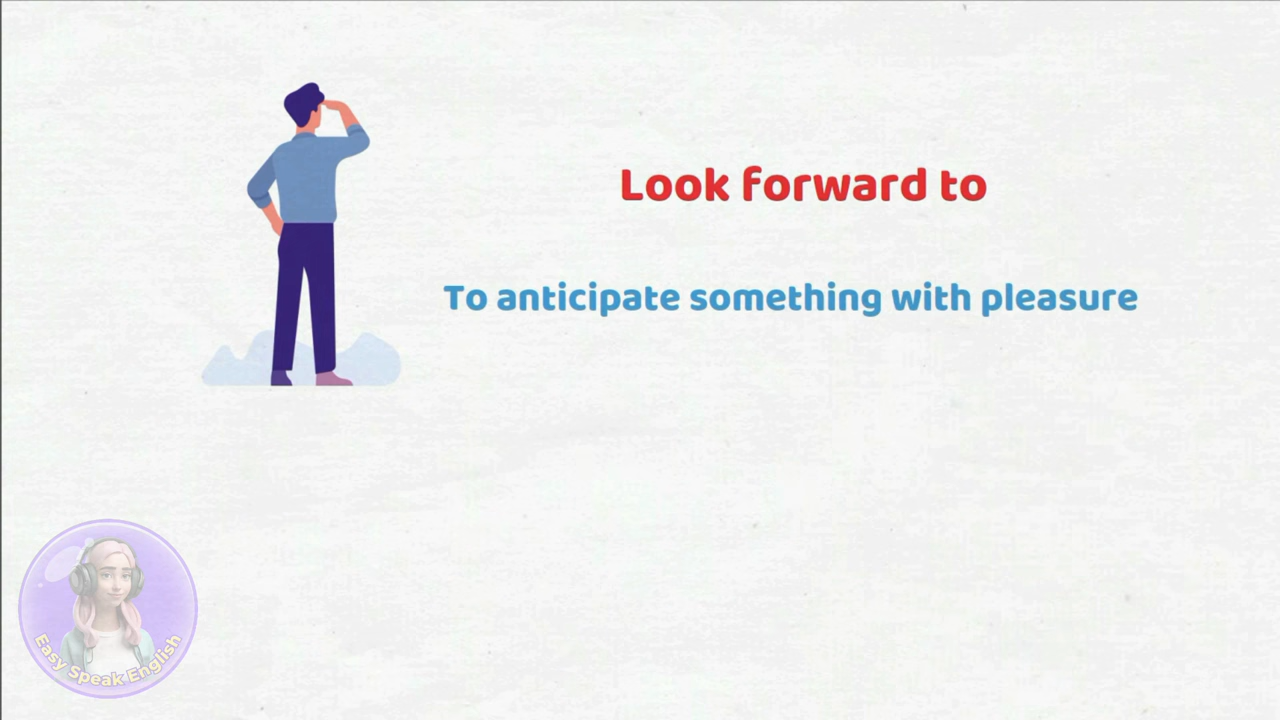 Look forward to
To anticipate something with pleasure
Easy Speak English